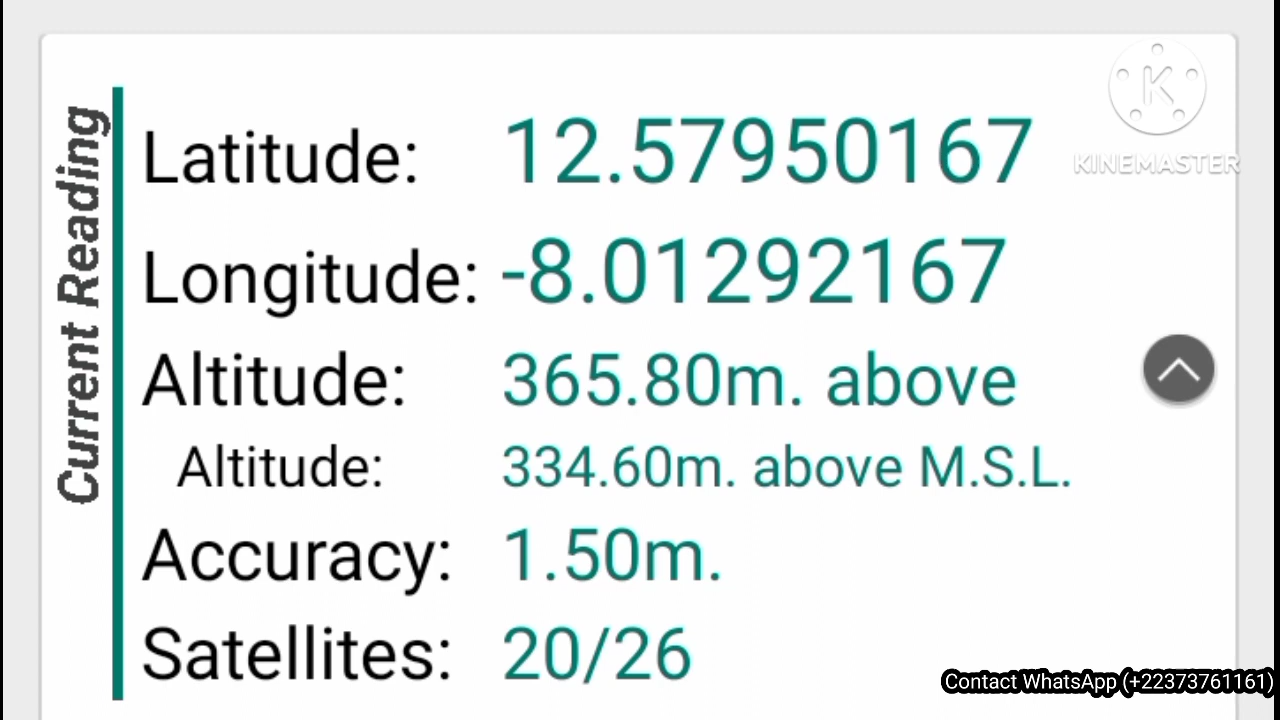 Current Reading
Latitude: 12.57950167
Longitude: -8.01292167
Altitude: 365.80m. above
Altitude: 334.60m. above M.S.L.
Accuracy: 1.50m.
Satellites: 20/26
K
KINEMASTER
Contact WhatsApp (+22373761161)